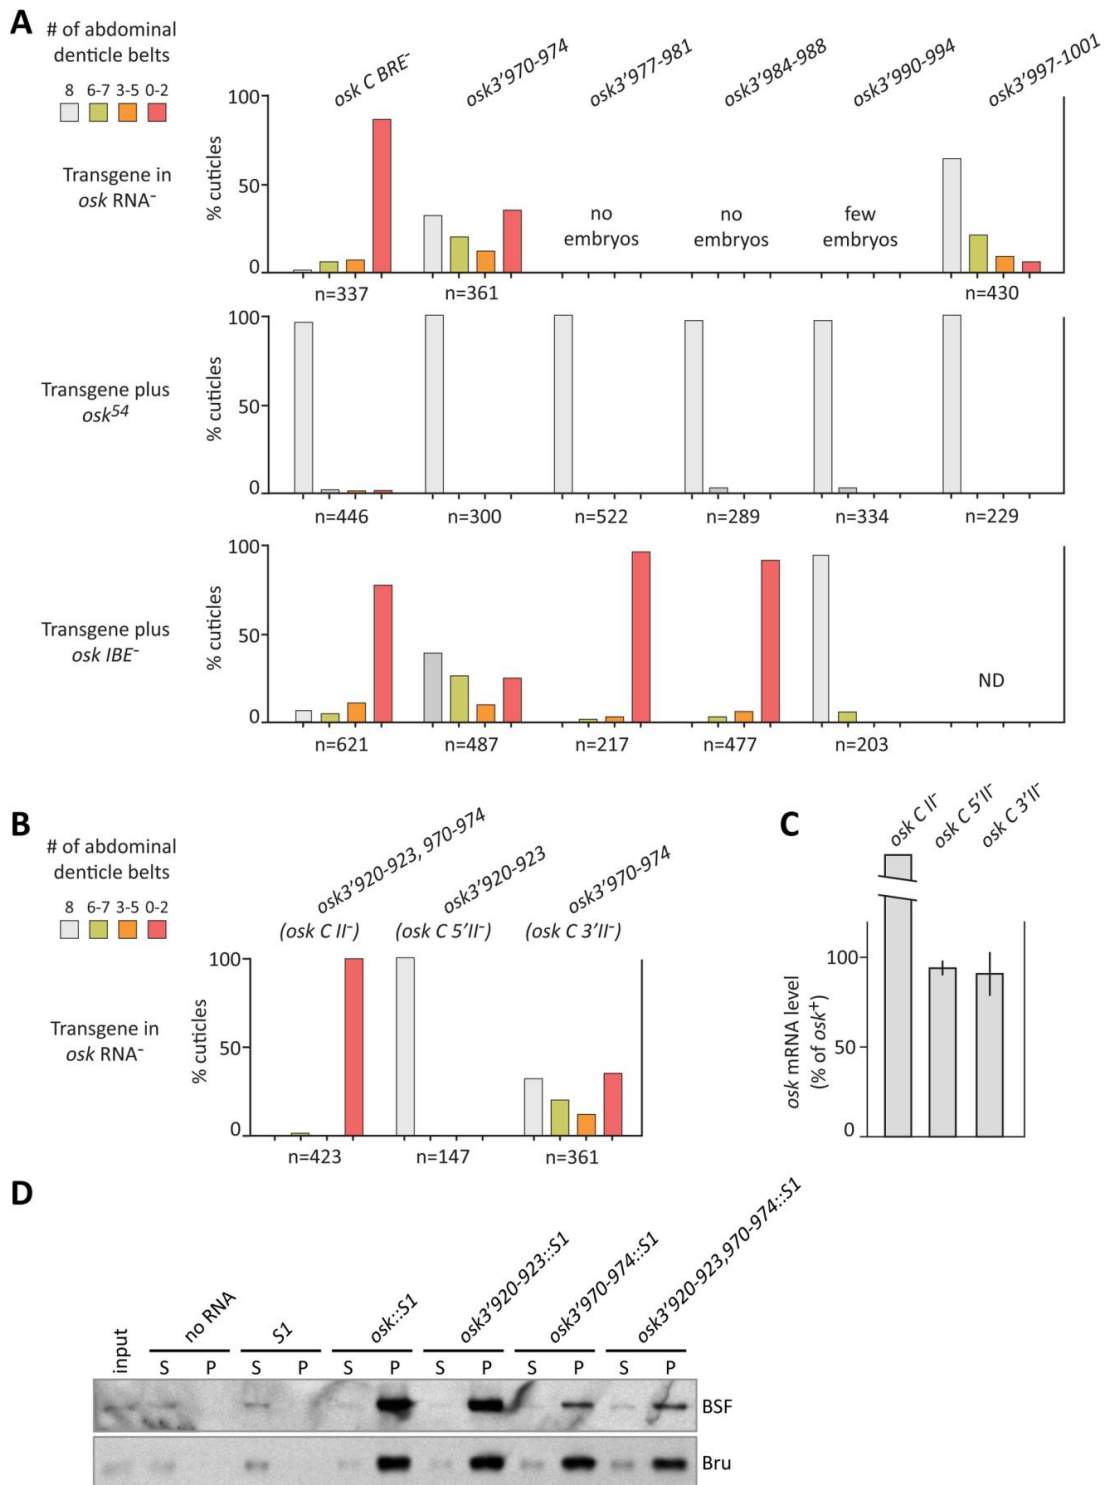 A
# of abdominal
denticle belts
8 6-7 3-5 0-2
osk C BRE-
osk3'970-974
osk3'977-981
osk3'984-988
osk3'990-994
osk3'997-1001
Transgene in
osk RNA-
% cuticles
100
50
0
no
embryos
no
embryos
few
embryos
n=337
n=361
n=430
Transgene plus
osk54
% cuticles
100
50
0
n=446
n=300
n=522
n=289
n=334
n=229
Transgene plus
osk IBE-
% cuticles
100
50
0
ND
n=621
n=487
n=217
n=477
n=203
B
# of abdominal
denticle belts
8 6-7 3-5 0-2
osk3'920-923, 970-974
(osk C II-)
osk3'920-923
(osk C 5'II-)
osk3'970-974
(osk C 3'II-)
Transgene in
osk RNA-
% cuticles
100
50
0
n=423
n=147
n=361
C
osk C II-
osk C 5'II-
osk C 3'II-
osk mRNA level
(% of osk+)
100
50
0
D
input
no RNA
S1
osk::S1
osk3'920-923::S1
osk3'970-974::S1
osk3'920-923,970-974::S1
S P S P S P S P S P S P
BSF
Bru